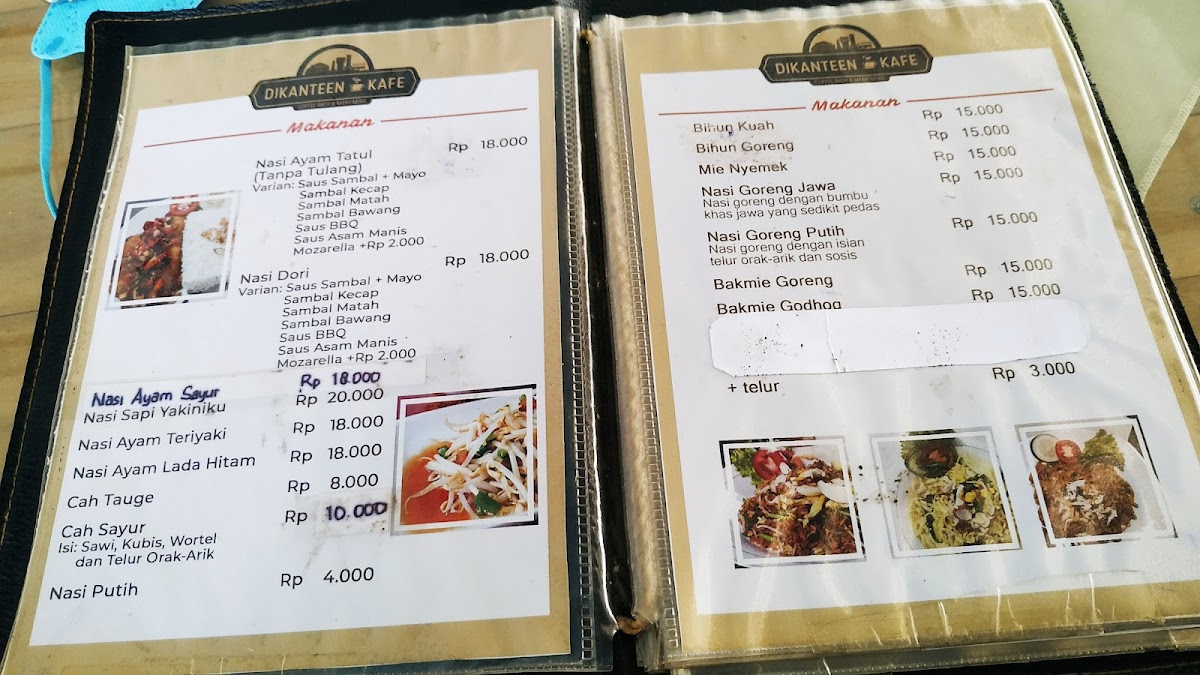 DIKANTEEN KAFE
Makanan
Nasi Ayam Tatul Rp 18.000
(Tanpa Tulang)
Varian: Saus Sambal + Mayo
Sambal Kecap
Sambal Matah
Sambal Bawang
Saus BBQ
Saus Asam Manis
Mozarella +Rp 2.000
Nasi Dori Rp 18.000
Varian: Saus Sambal + Mayo
Sambal Kecap
Sambal Matah
Sambal Bawang
Saus BBQ
Saus Asam Manis
Mozarella +Rp 2.000
Nasi Ayam Sayur Rp 18.000
Nasi Sapi Yakiniku Rp 20.000
Nasi Ayam Teriyaki Rp 18.000
Nasi Ayam Lada Hitam Rp 18.000
Cah Tauge Rp 8.000
Cah Sayur Rp 10.000
Isi: Sawi, Kubis, Wortel
dan Telur Orak-Arik
Nasi Putih Rp 4.000
DIKANTEEN KAFE
Makanan
Bihun Kuah Rp 15.000
Bihun Goreng Rp 15.000
Mie Nyemek Rp 15.000
Nasi Goreng Jawa Rp 15.000
Nasi goreng dengan bumbu
khas jawa yang sedikit pedas
Nasi Goreng Putih Rp 15.000
Nasi goreng dengan isian
telur orak-arik dan sosis
Bakmie Goreng Rp 15.000
Bakmie Godhog Rp 15.000
+ telur Rp 3.000